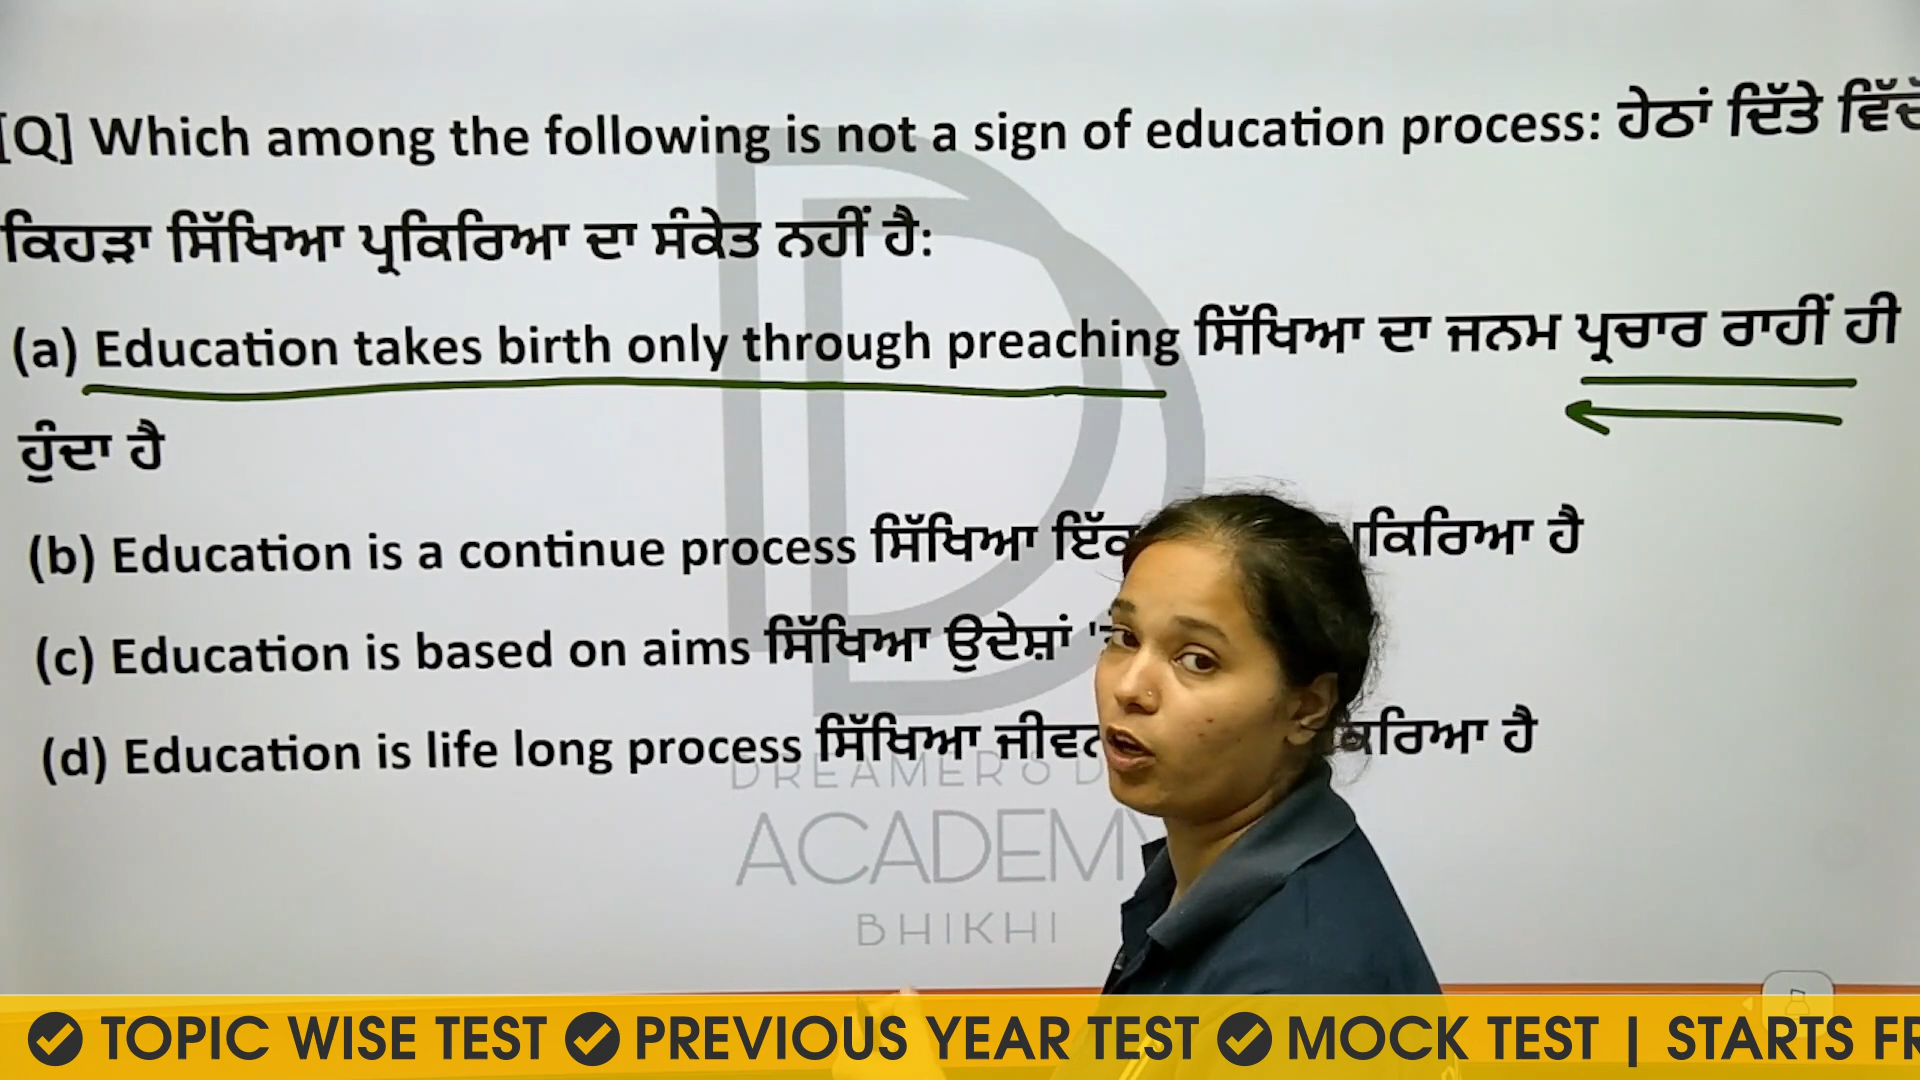 [Q] Which among the following is not a sign of education process: ਹੇਠਾਂ ਦਿੱਤੇ
ਕਿਹੜਾ ਸਿੱਖਿਆ ਪ੍ਰਕਿਰਿਆ ਦਾ ਸੰਕੇਤ ਨਹੀਂ ਹੈ:
(a) Education takes birth only through preaching ਸਿੱਖਿਆ ਦਾ ਜਨਮ ਪ੍ਰਚਾਰ ਰਾਹੀਂ ਹੀ
ਹੁੰਦਾ ਹੈ
(b) Education is a continue process ਸਿੱਖਿਆ ਹੈ
(c) Education is based on aims ਸਿੱਖਿਆ ਉਦੇਸ਼ਾਂ
(d) Education is life long process ਸਿੱਖਿਆ ਹੈ
ACADEMY
BHIKHI
TOPIC WISE TEST PREVIOUS YEAR TEST MOCK TEST | STARTS